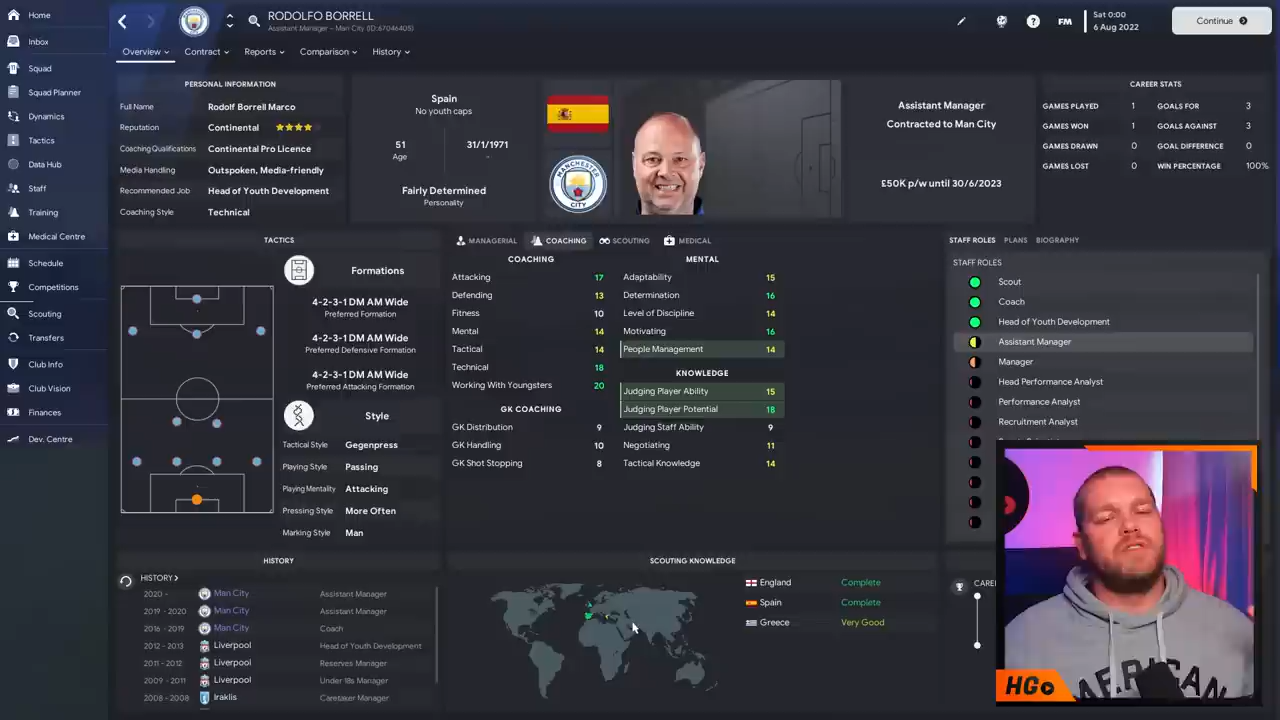 Home
Inbox
Squad
Squad Planner
Dynamics
Tactics
Data Hub
Staff
Training
Medical Centre
Schedule
Competitions
Scouting
Transfers
Club Info
Club Vision
Finances
Dev. Centre
RODOLFO BORRELL
Assistant Manager - Man City (ID:67046405)
FM
Sat 0:00
6 Aug 2022
Continue
Overview
Contract
Reports
Comparison
History
PERSONAL INFORMATION
Full Name Rodolf Borrell Marco
Reputation Continental
Coaching Qualifications Continental Pro Licence
Media Handling Outspoken, Media-friendly
Recommended Job Head of Youth Development
Coaching Style Technical
Spain
No youth caps
51
Age
31/1/1971
-
Fairly Determined
Personality
MANCHESTER
CITY
Assistant Manager
Contracted to Man City
£50K p/w until 30/6/2023
CAREER STATS
GAMES PLAYED 1 GOALS FOR 3
GAMES WON 1 GOALS AGAINST 3
GAMES DRAWN 0 GOAL DIFFERENCE 0
GAMES LOST 0 WIN PERCENTAGE 100%
TACTICS
Formations
4-2-3-1 DM AM Wide
Preferred Formation
4-2-3-1 DM AM Wide
Preferred Defensive Formation
4-2-3-1 DM AM Wide
Preferred Attacking Formation
Style
Tactical Style Gegenpress
Playing Style Passing
Playing Mentality Attacking
Pressing Style More Often
Marking Style Man
MANAGERIAL
COACHING
SCOUTING
MEDICAL
COACHING
Attacking 17
Defending 13
Fitness 10
Mental 14
Tactical 14
Technical 18
Working With Youngsters 20
GK COACHING
GK Distribution 9
GK Handling 10
GK Shot Stopping 8
MENTAL
Adaptability 15
Determination 16
Level of Discipline 14
Motivating 16
People Management 14
KNOWLEDGE
Judging Player Ability 15
Judging Player Potential 18
Judging Staff Ability 9
Negotiating 11
Tactical Knowledge 14
STAFF ROLES
PLANS
BIOGRAPHY
STAFF ROLES
Scout
Coach
Head of Youth Development
Assistant Manager
Manager
Head Performance Analyst
Performance Analyst
Recruitment Analyst
HISTORY
HISTORY >
2020 - Man City Assistant Manager
2019 - 2020 Man City Assistant Manager
2016 - 2019 Man City Coach
2012 - 2013 Liverpool Head of Youth Development
2011 - 2012 Liverpool Reserves Manager
2009 - 2011 Liverpool Under 18s Manager
2008 - 2008 Iraklis Caretaker Manager
SCOUTING KNOWLEDGE
England Complete
Spain Complete
Greece Very Good
CAREE
AMERICAN
HGo